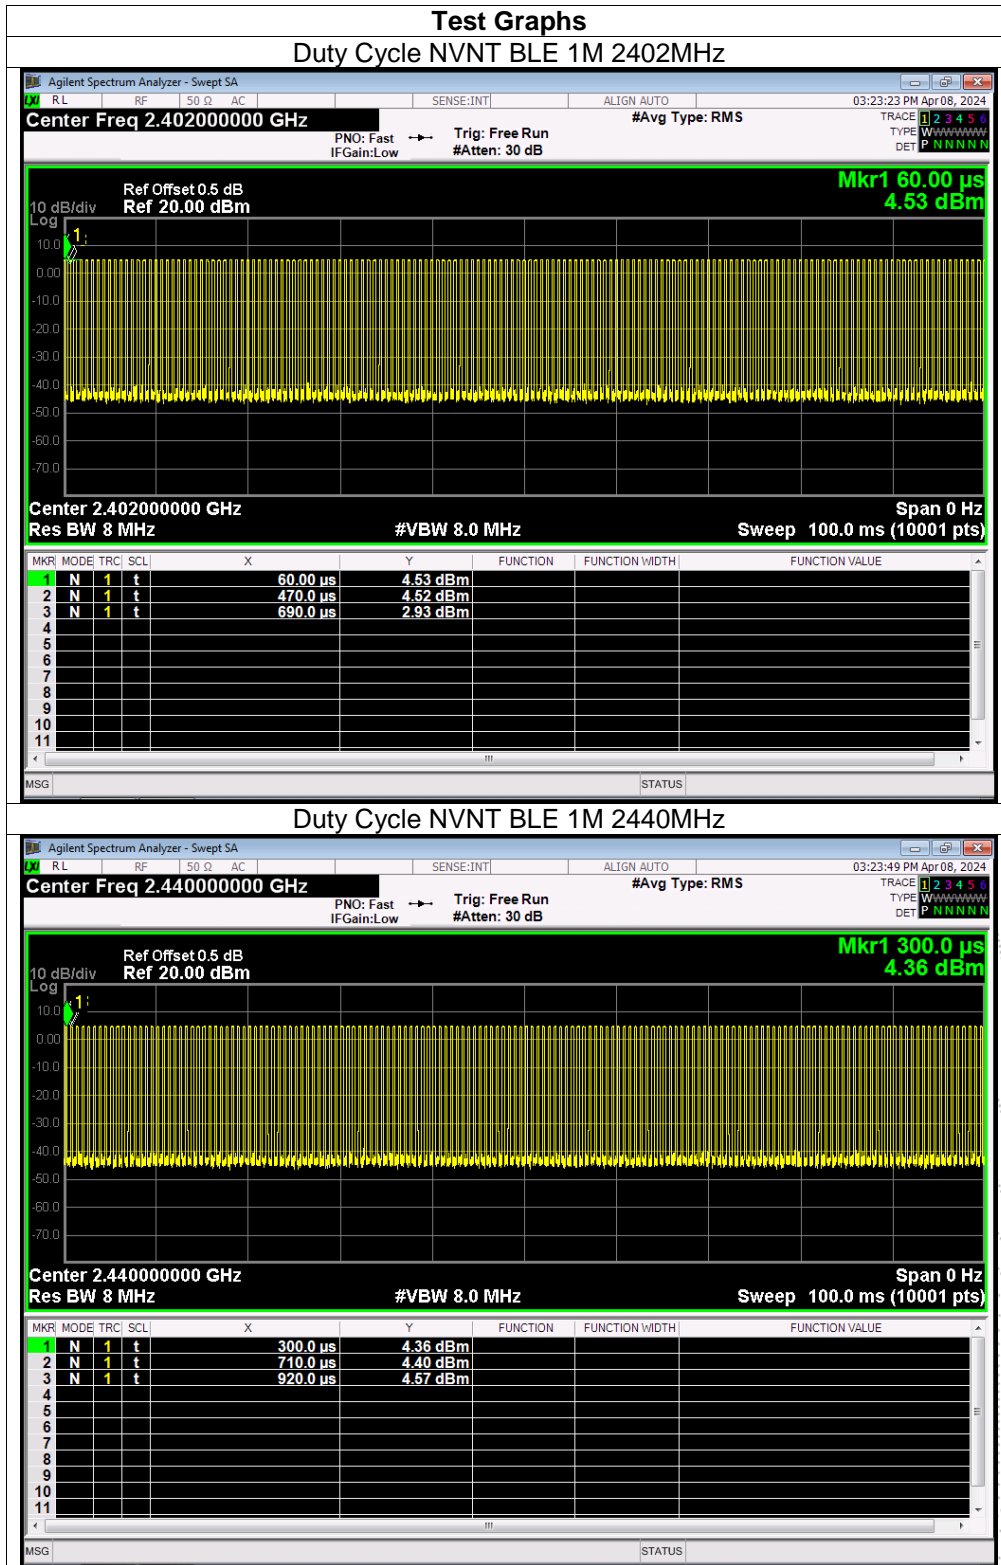 Test Graphs
Duty Cycle NVNT BLE 1M 2402MHz
Agilent Spectrum Analyzer - Swept SA
LXI RL RF 50 Ω AC SENSE:INT ALIGN AUTO 03:23:23 PM Apr 08, 2024
Center Freq 2.402000000 GHz #Avg Type: RMS TRACE 1 2 3 4 5 6
PNO: Fast Trig: Free Run TYPE WWWWWW
IFGain:Low #Atten: 30 dB DET P N N N N N
Mkr1 60.00 µs
Ref Offset 0.5 dB
10 dB/div Ref 20.00 dBm 4.53 dBm
Log
1
10.0
0.00
-10.0
-20.0
-30.0
-40.0
-50.0
-60.0
-70.0
Center 2.402000000 GHz Span 0 Hz
Res BW 8 MHz #VBW 8.0 MHz Sweep 100.0 ms (10001 pts)
MKR MODE TRC SCL X Y FUNCTION FUNCTION WIDTH FUNCTION VALUE
1 N 1 t 60.00 µs 4.53 dBm
2 N 1 t 470.0 µs 4.52 dBm
3 N 1 t 690.0 µs 2.93 dBm
4
5
6
7
8
9
10
11
MSG STATUS
Duty Cycle NVNT BLE 1M 2440MHz
Agilent Spectrum Analyzer - Swept SA
LXI RL RF 50 Ω AC SENSE:INT ALIGN AUTO 03:23:49 PM Apr 08, 2024
Center Freq 2.440000000 GHz #Avg Type: RMS TRACE 1 2 3 4 5 6
PNO: Fast Trig: Free Run TYPE WWWWWW
IFGain:Low #Atten: 30 dB DET P N N N N N
Mkr1 300.0 µs
Ref Offset 0.5 dB
10 dB/div Ref 20.00 dBm 4.36 dBm
Log
1
10.0
0.00
-10.0
-20.0
-30.0
-40.0
-50.0
-60.0
-70.0
Center 2.440000000 GHz Span 0 Hz
Res BW 8 MHz #VBW 8.0 MHz Sweep 100.0 ms (10001 pts)
MKR MODE TRC SCL X Y FUNCTION FUNCTION WIDTH FUNCTION VALUE
1 N 1 t 300.0 µs 4.36 dBm
2 N 1 t 710.0 µs 4.40 dBm
3 N 1 t 920.0 µs 4.57 dBm
4
5
6
7
8
9
10
11
MSG STATUS